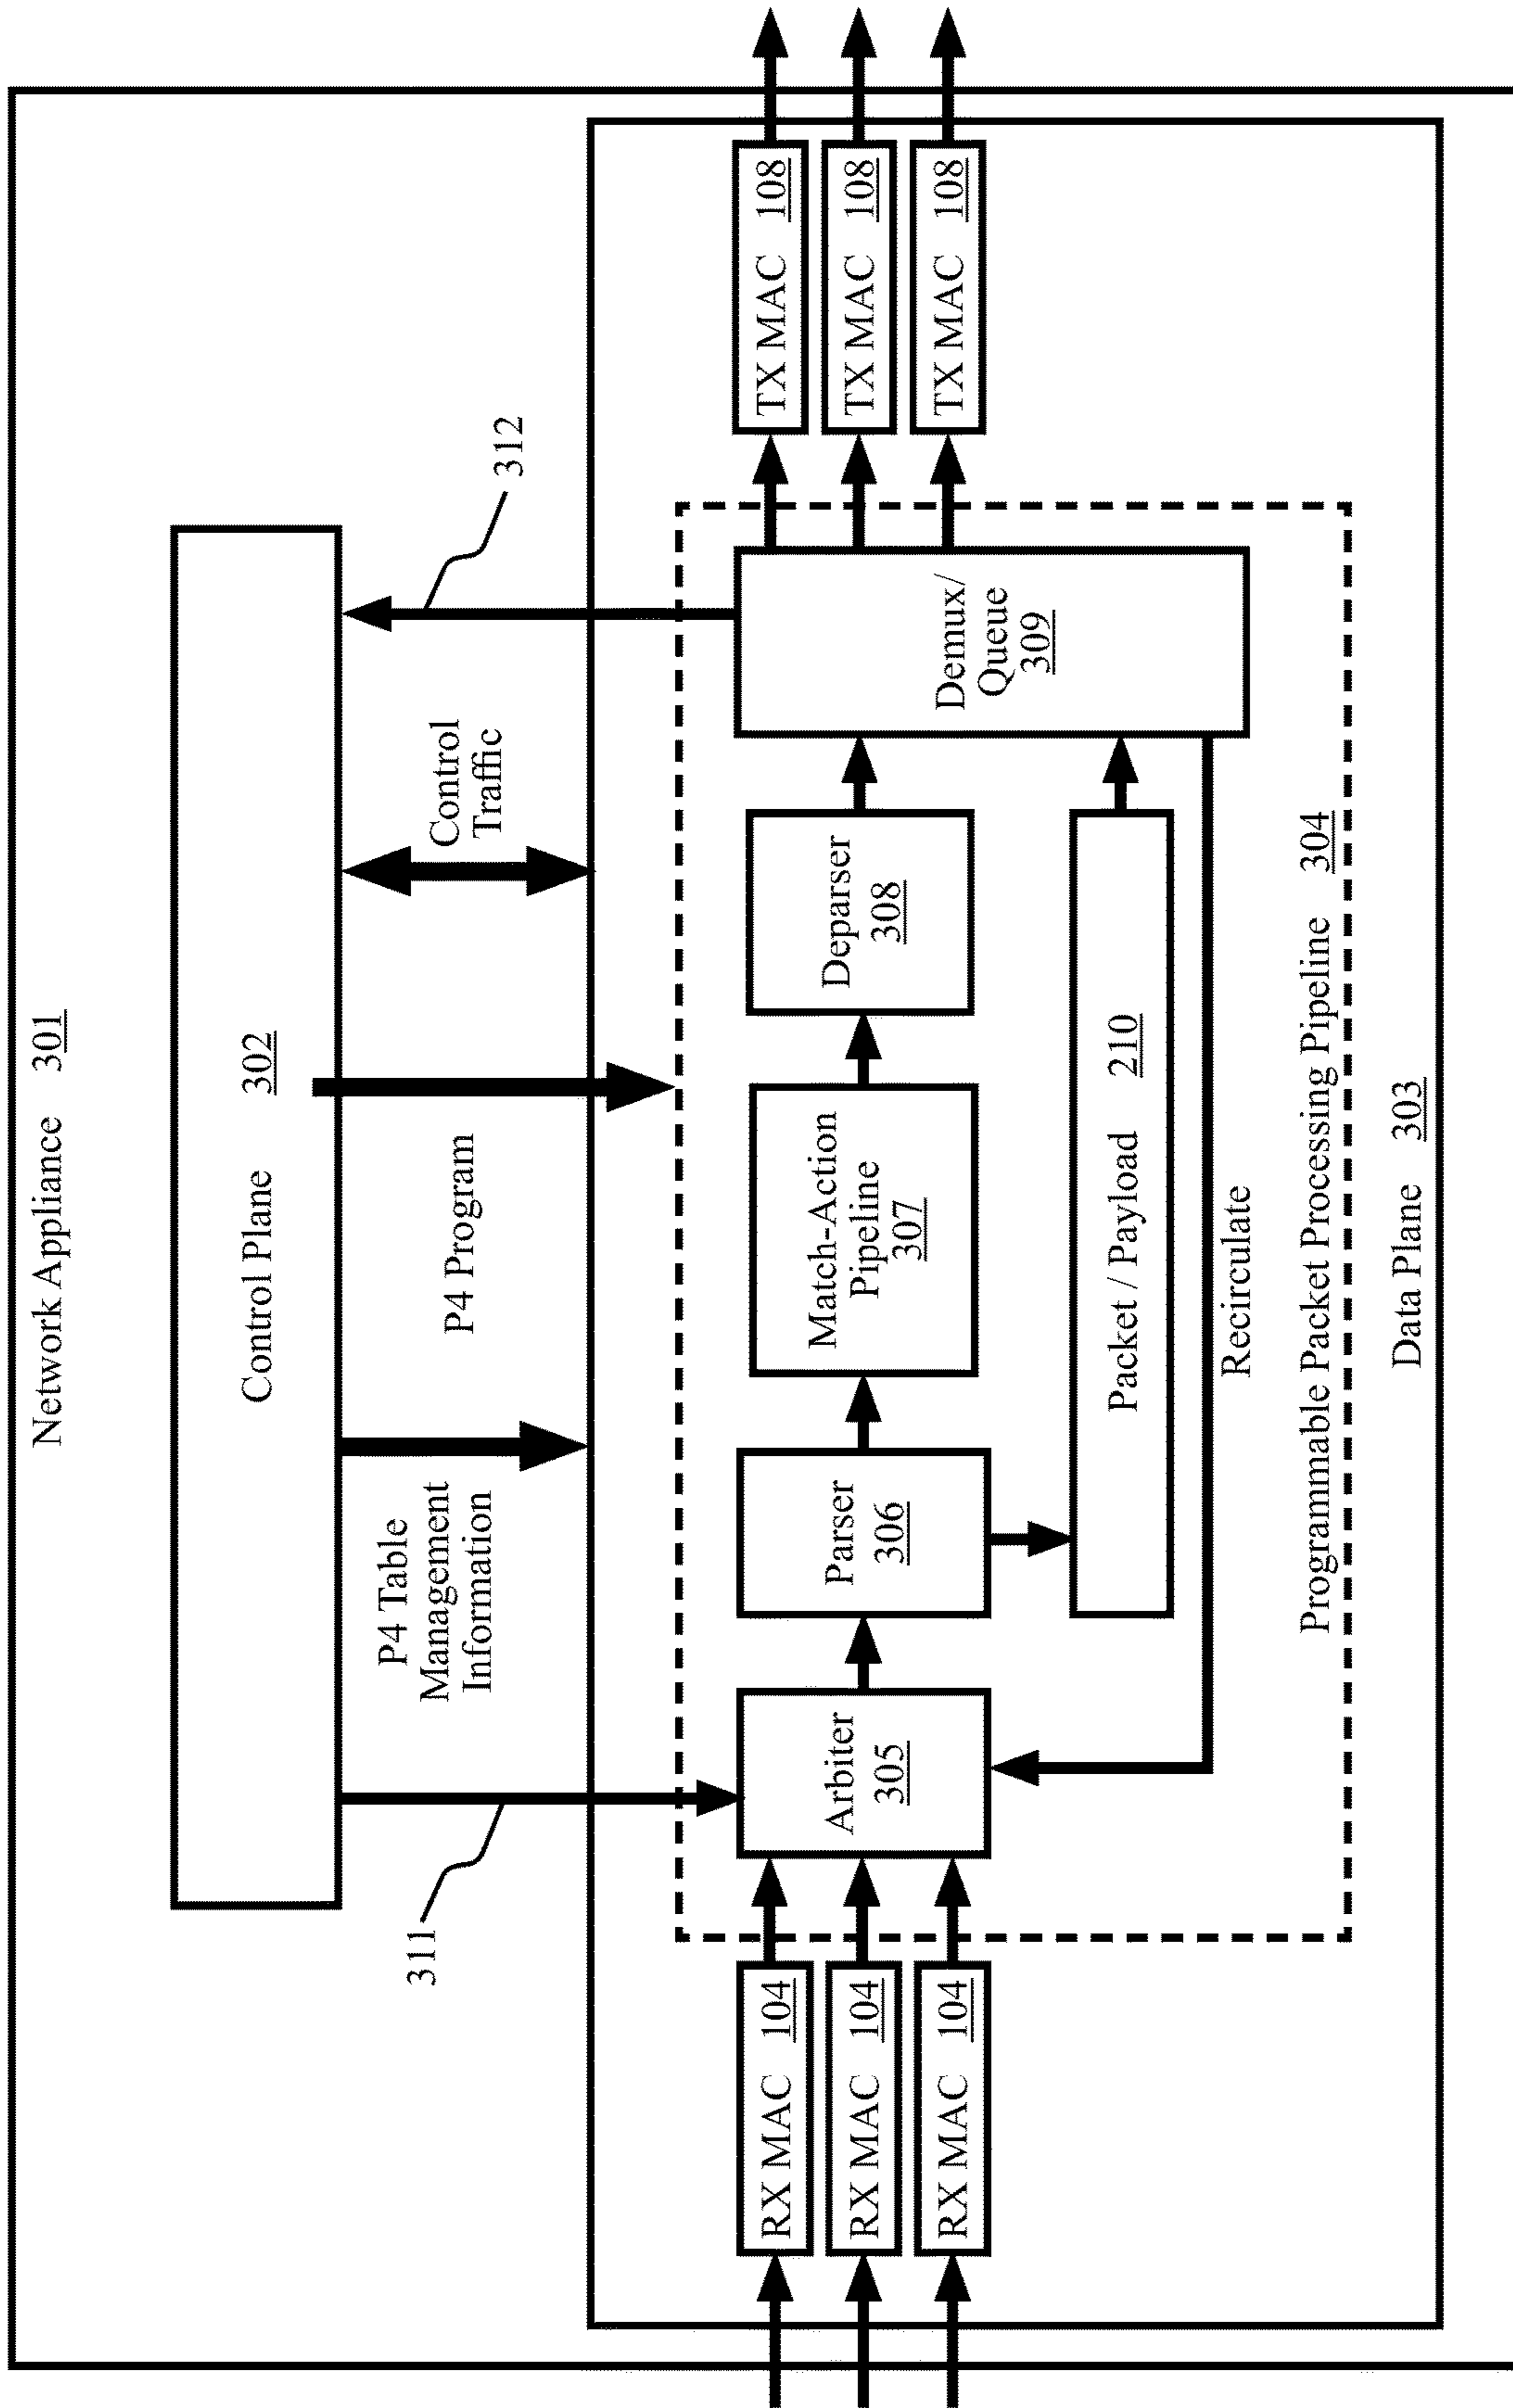 Network Appliance 301
Control Plane 302
311
P4 Table
Management
Information
P4 Program
Control
Traffic
312
RX MAC 104
RX MAC 104
RX MAC 104
Arbiter
305
Parser
306
Match-Action
Pipeline
307
Deparser
308
Demux/
Queue
309
TX MAC 108
TX MAC 108
TX MAC 108
Packet / Payload 210
Recirculate
Programmable Packet Processing Pipeline 304
Data Plane 303